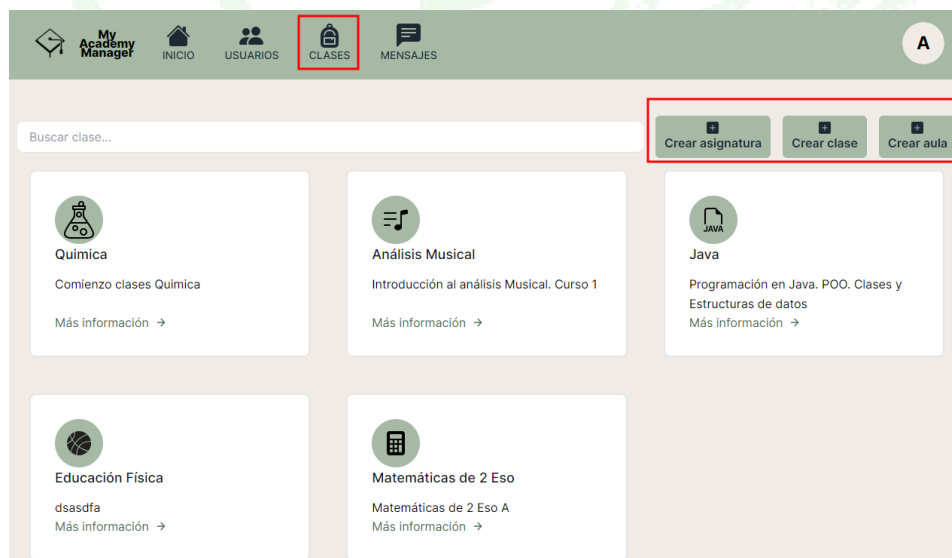 My
Academy
Manager
INICIO
USUARIOS
CLASES
MENSAJES
A
Buscar clase...
Crear asignatura
Crear clase
Crear aula
Quimica
Comienzo clases Quimica
Más información →
Análisis Musical
Introducción al análisis Musical. Curso 1
Más información →
JAVA
Java
Programación en Java. POO. Clases y
Estructuras de datos
Más información →
Educación Física
dsasdfa
Más información →
Matemáticas de 2 Eso
Matemáticas de 2 Eso A
Más información →